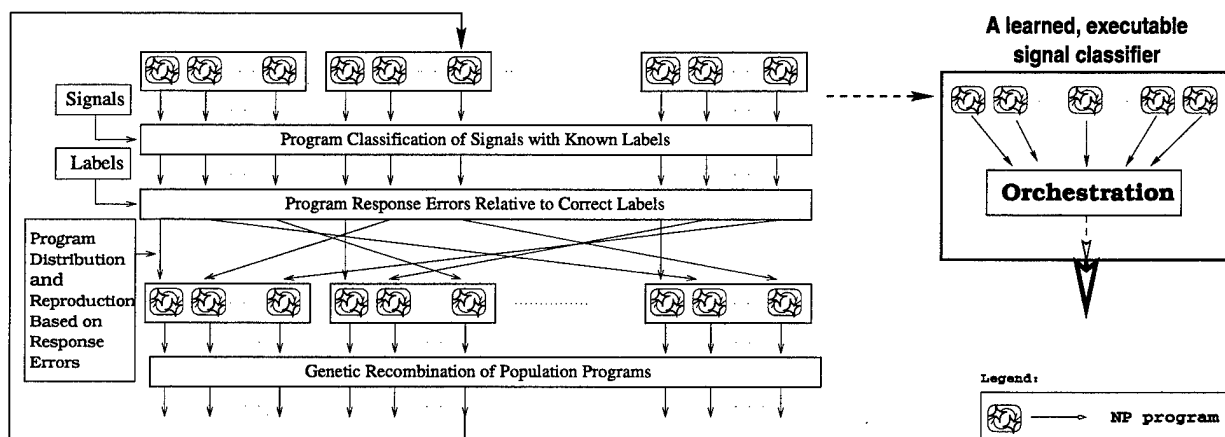 A learned, executable
signal classifier
Signals
Program Classification of Signals with Known Labels
Labels
Program Response Errors Relative to Correct Labels
Orchestration
Program
Distribution
and
Reproduction
Based on
Response
Errors
Genetic Recombination of Population Programs
Legend:
NP program